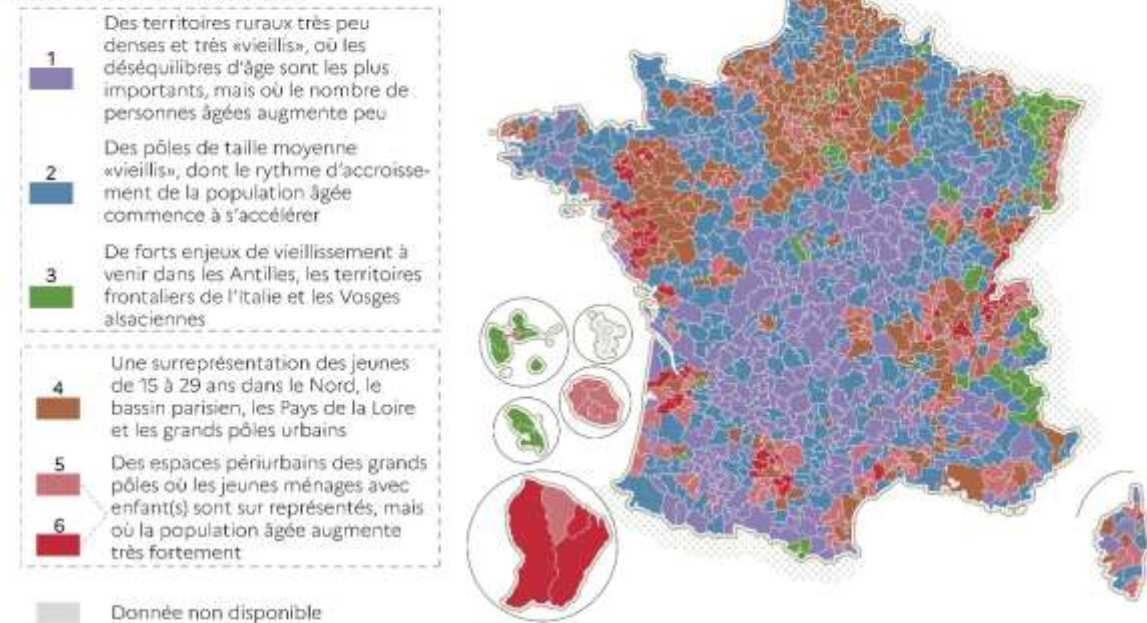 1
Des territoires ruraux très peu
denses et très «vieillis», où les
déséquilibres d'âge sont les plus
importants, mais où le nombre de
personnes âgées augmente peu
2
Des pôles de taille moyenne
«vieillis», dont le rythme d'accroisse-
ment de la population âgée
commence à s'accélérer
3
De forts enjeux de vieillissement à
venir dans les Antilles, les territoires
frontaliers de l'Italie et les Vosges
alsaciennes
4
Une surreprésentation des jeunes
de 15 à 29 ans dans le Nord, le
bassin parisien, les Pays de la Loire
et les grands pôles urbains
5
6
Des espaces périurbains des grands
pôles où les jeunes ménages avec
enfant(s) sont sur représentés, mais
où la population âgée augmente
très fortement
Donnée non disponible